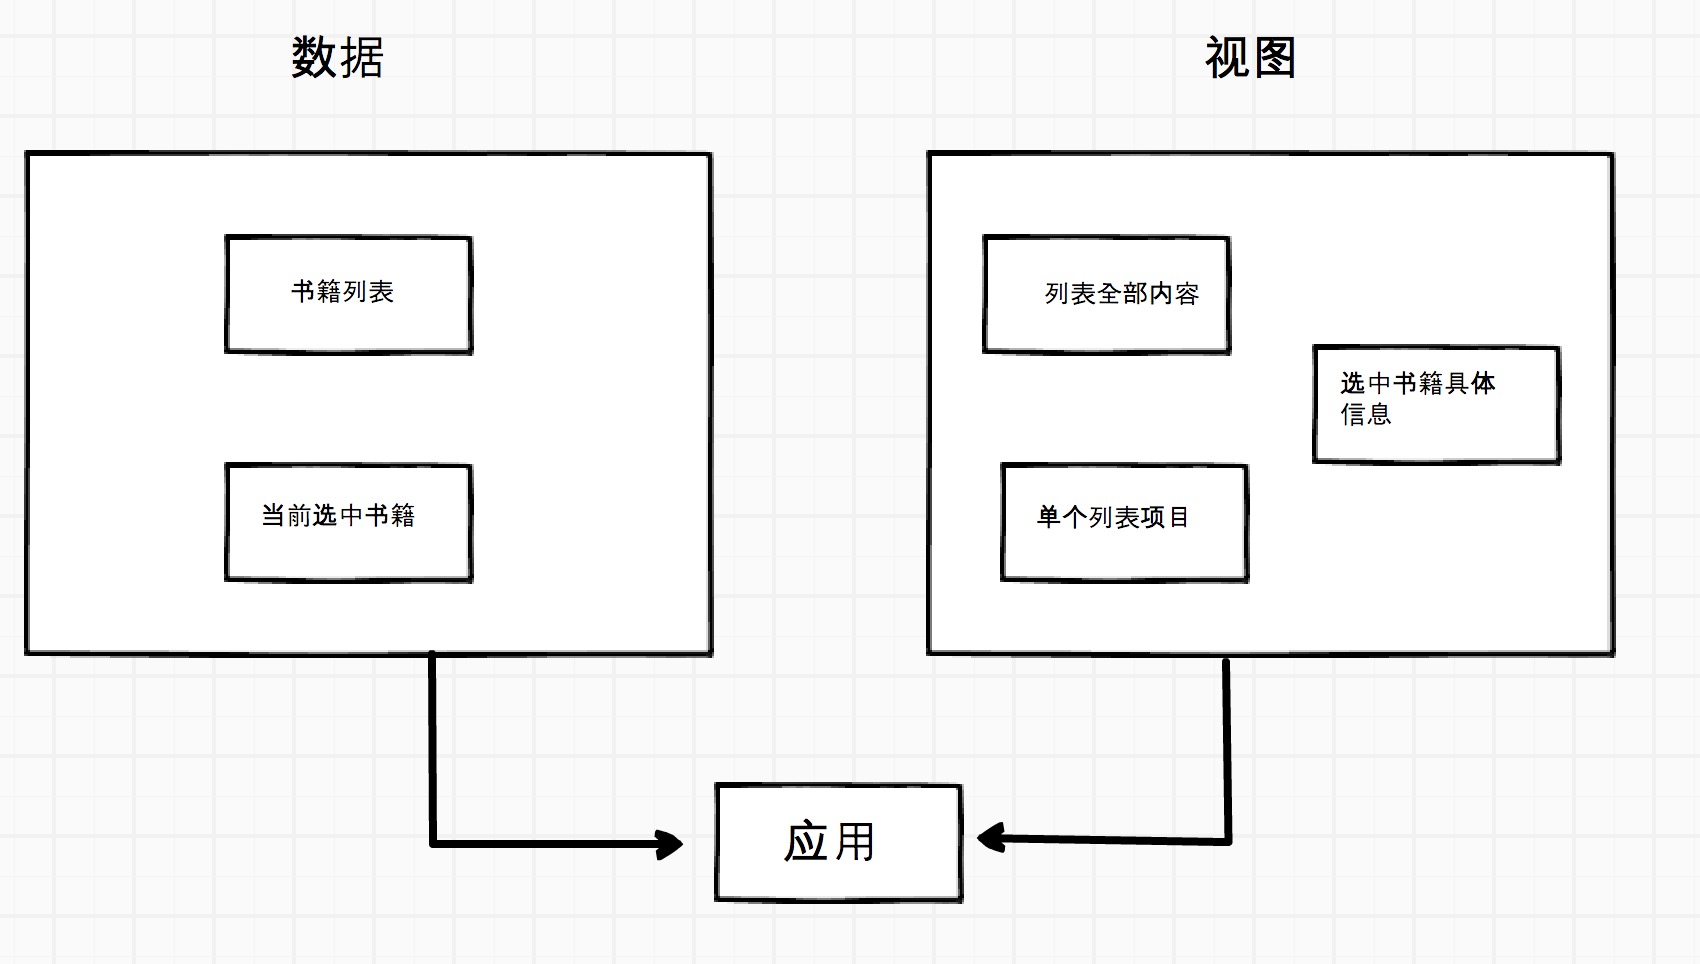 数据
视图
书籍列表
当前选中书籍
列表全部内容
选中书籍具体
信息
单个列表项目
应用